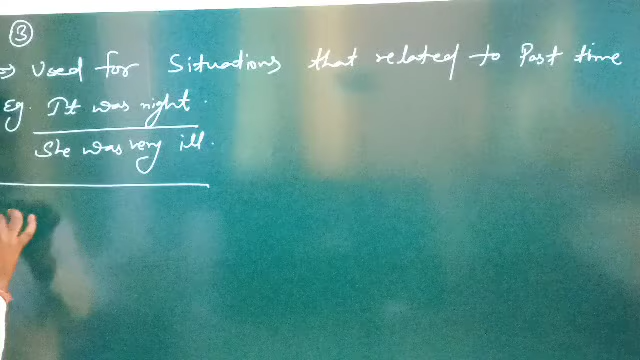 ③
⇒ Used for Situations that related to Past time
Eg. It was night.
She was very ill.